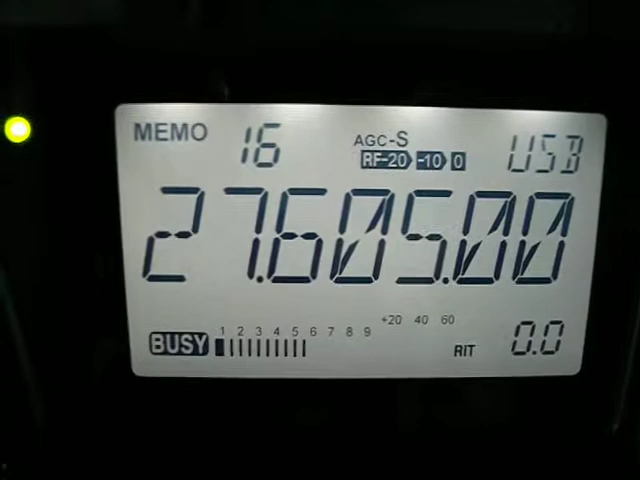 MEMO 16 AGC-S USB
RF-20 -10 0
27.605.00
+20 40 60
1 2 3 4 5 6 7 8 9
BUSY RIT 0.0